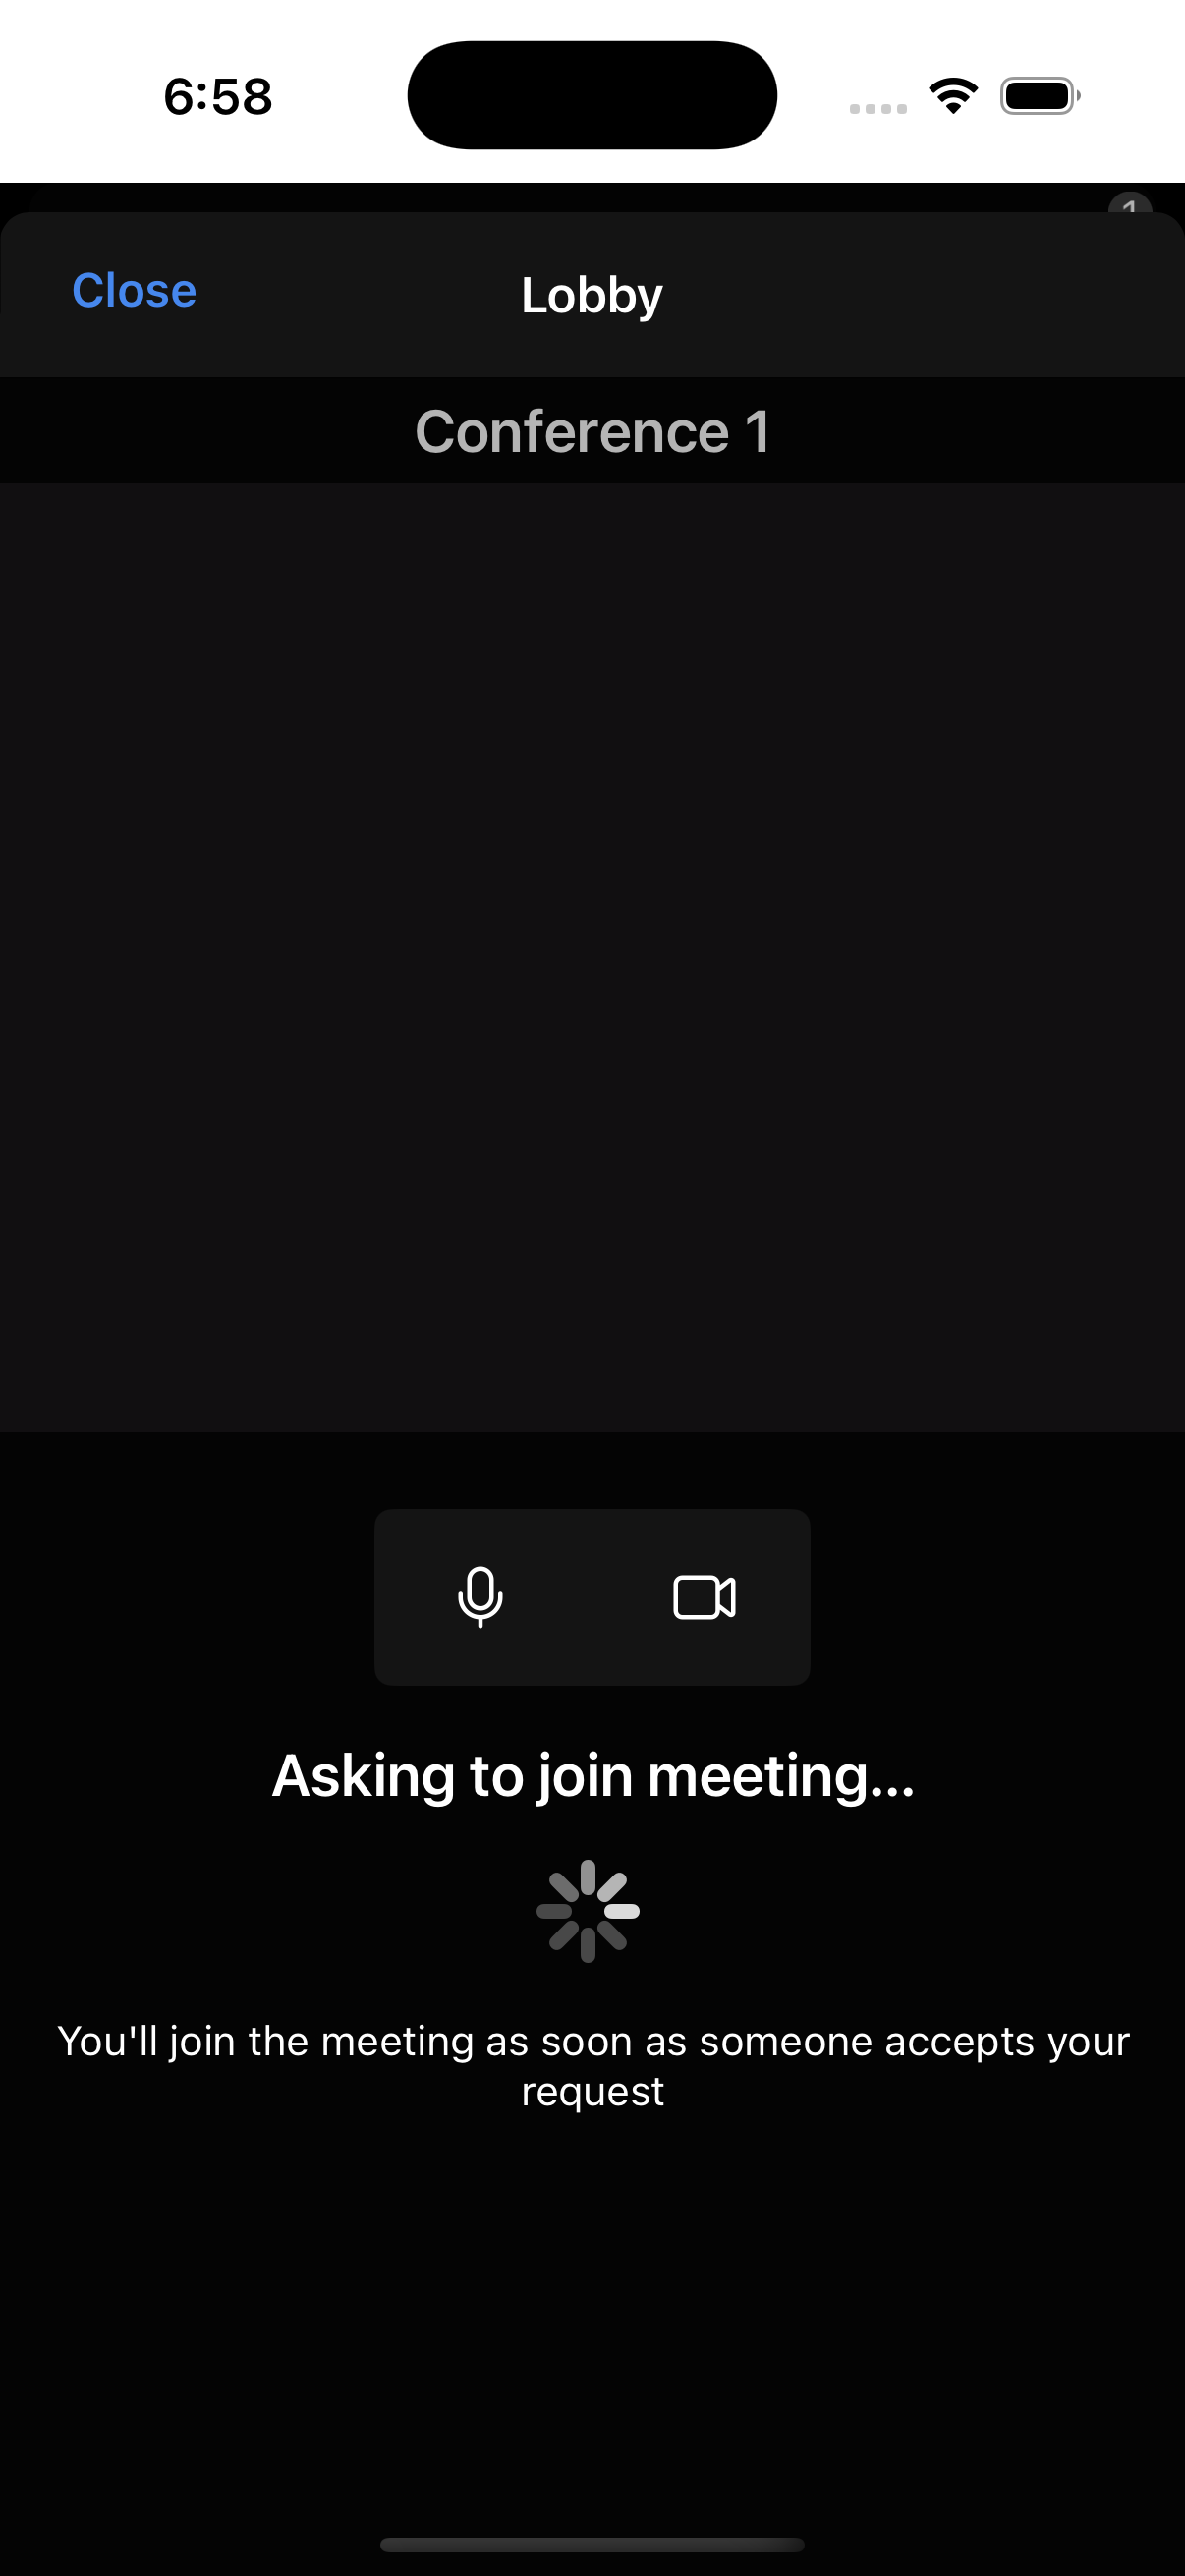 6:58
1
Close
Lobby
Conference 1
Asking to join meeting...
You'll join the meeting as soon as someone accepts your
request